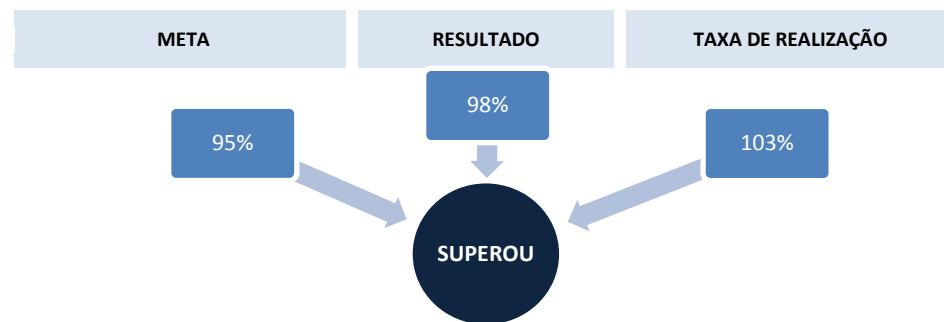 META
RESULTADO
TAXA DE REALIZAÇÃO
95%
98%
103%
SUPEROU